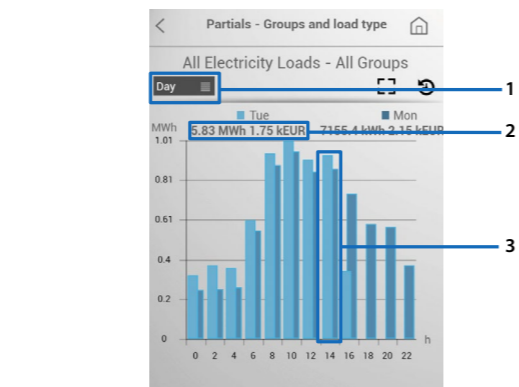 Partials - Groups and load type
All Electricity Loads - All Groups
Day
1
Tue
Mon
MWh
5.83 MWh 1.75 kEUR
7155.4 kWh 2.15 kEUR
2
1.01
0.81
0.61
3
0.4
0.2
0
h
0 2 4 6 8 10 12 14 16 18 20 22